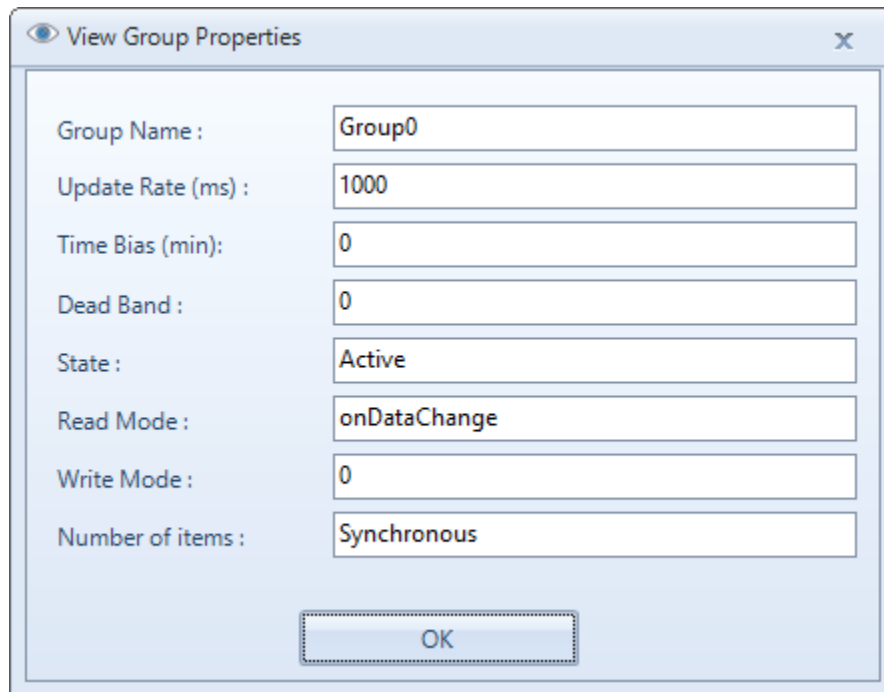 View Group Properties
x
Group Name : Group0
Update Rate (ms) : 1000
Time Bias (min): 0
Dead Band : 0
State : Active
Read Mode : onDataChange
Write Mode : 0
Number of items : Synchronous
OK